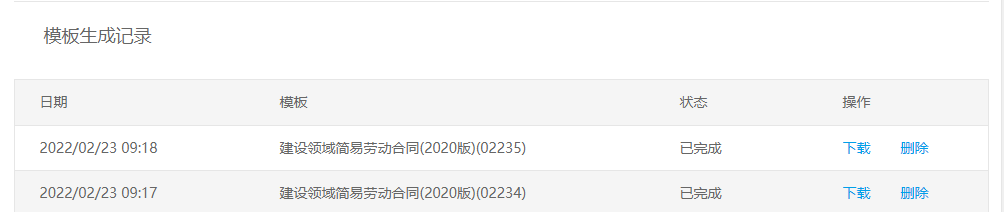 模板生成记录
日期 模板 状态 操作
2022/02/23 09:18 建设领域简易劳动合同(2020版)(02235) 已完成 下载 删除
2022/02/23 09:17 建设领域简易劳动合同(2020版)(02234) 已完成 下载 删除